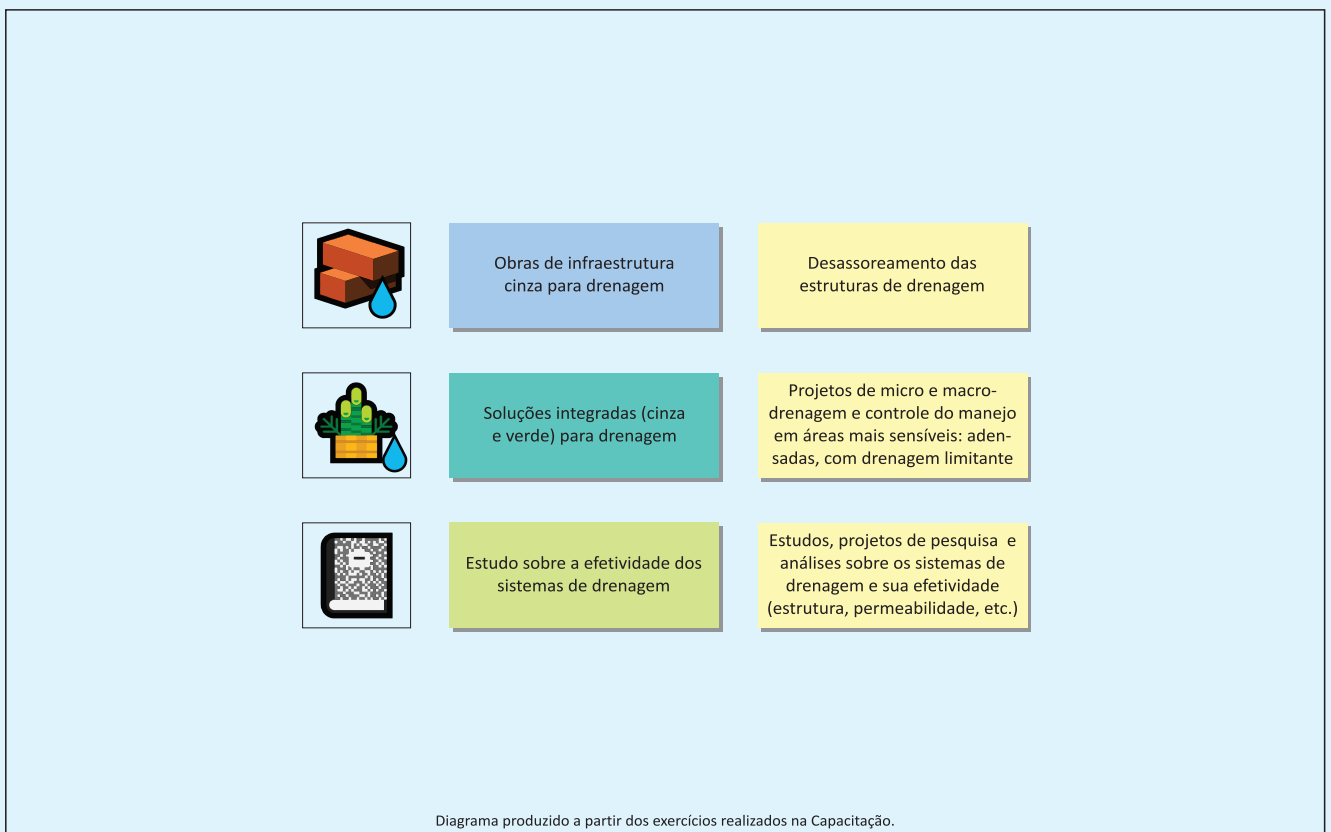 Obras de infraestrutura
cinza para drenagem
Desassoreamento das
estruturas de drenagem
Soluções integradas (cinza
e verde) para drenagem
Projetos de micro e macro-
drenagem e controle do manejo
em áreas mais sensíveis: aden-
sadas, com drenagem limitante
Estudo sobre a efetividade dos
sistemas de drenagem
Estudos, projetos de pesquisa e
análises sobre os sistemas de
drenagem e sua efetividade
(estrutura, permeabilidade, etc.)
Diagrama produzido a partir dos exercícios realizados na Capacitação.